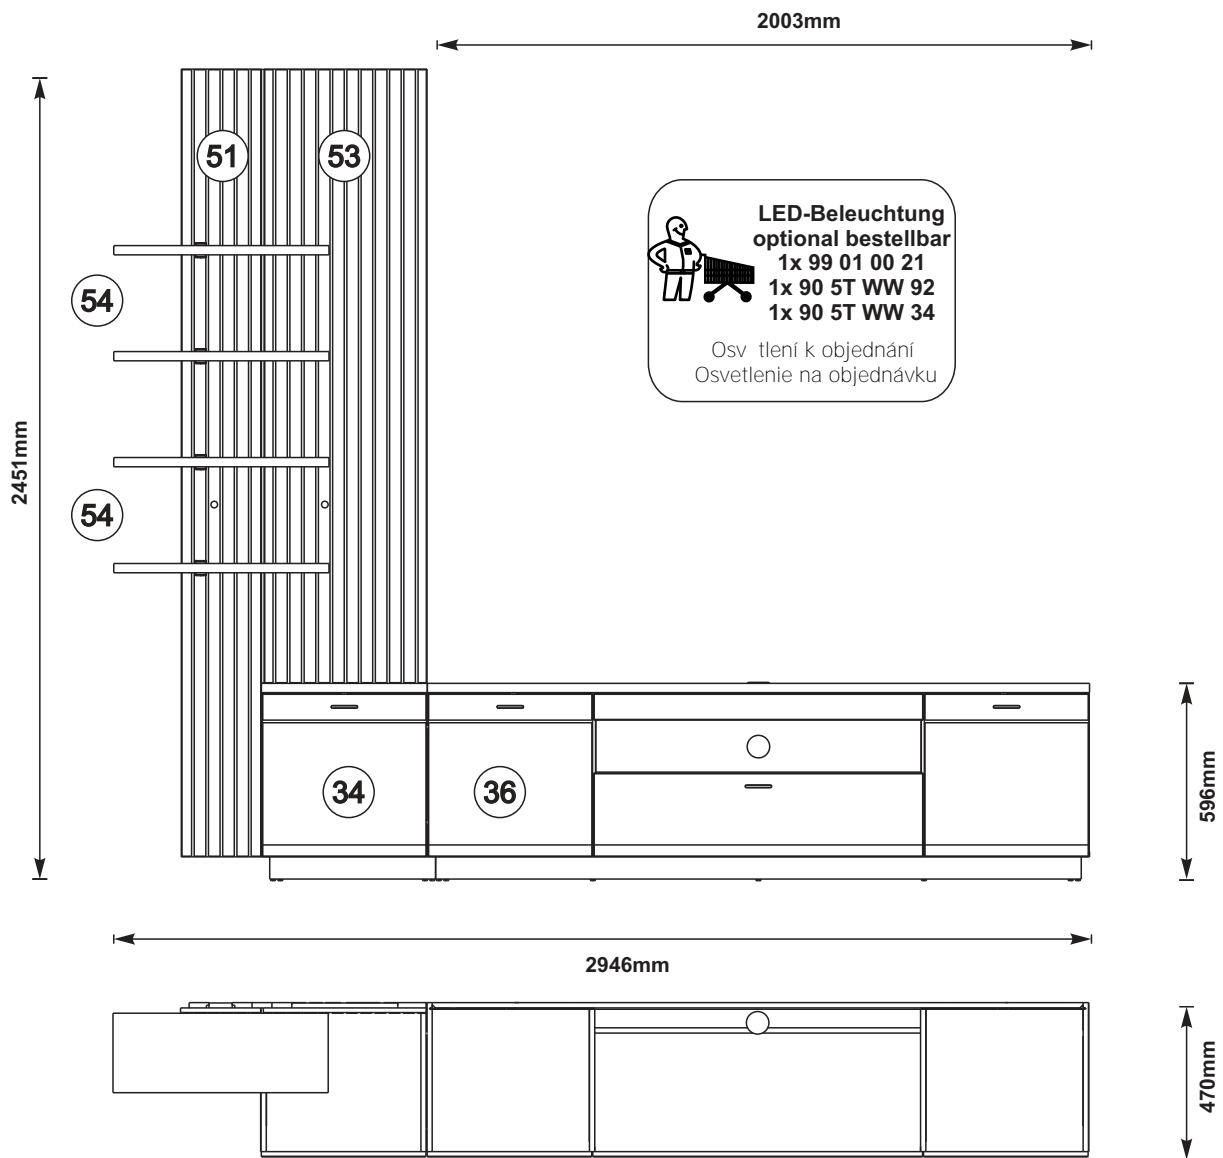 2003mm
51
53
LED-Beleuchtung
optional bestellbar
1x 99 01 00 21
1x 90 5T WW 92
1x 90 5T WW 34
Osv tlení k objednání
Osvetlenie na objednávku
54
2451mm
54
34
36
596mm
2946mm
470mm